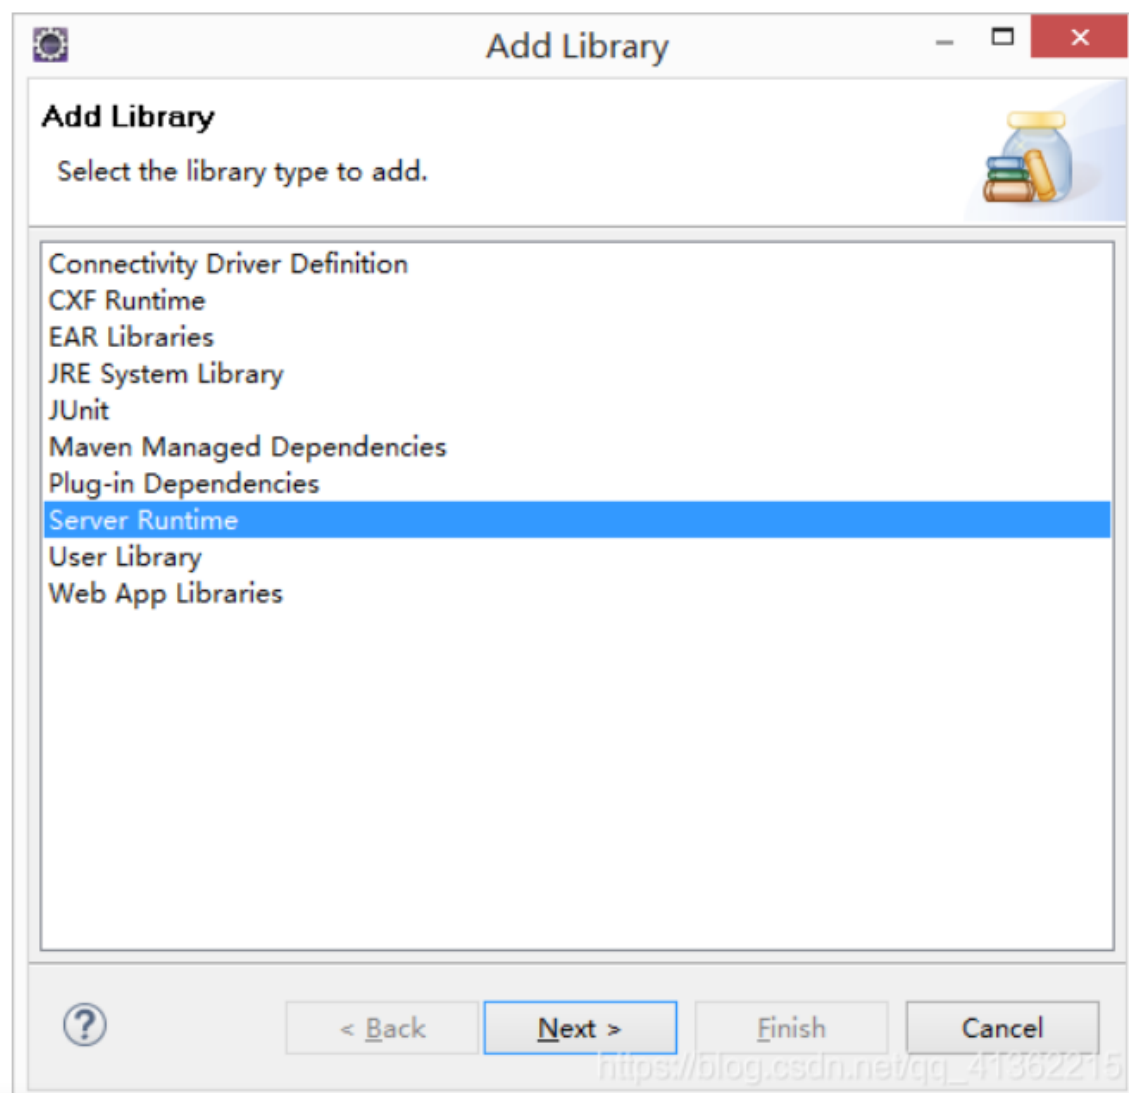 Add Library
Add Library
Select the library type to add.
Connectivity Driver Definition
CXF Runtime
EAR Libraries
JRE System Library
JUnit
Maven Managed Dependencies
Plug-in Dependencies
Server Runtime
User Library
Web App Libraries
?
< Back
Next >
Finish
Cancel
https://blog.csdn.net/qq_41362215